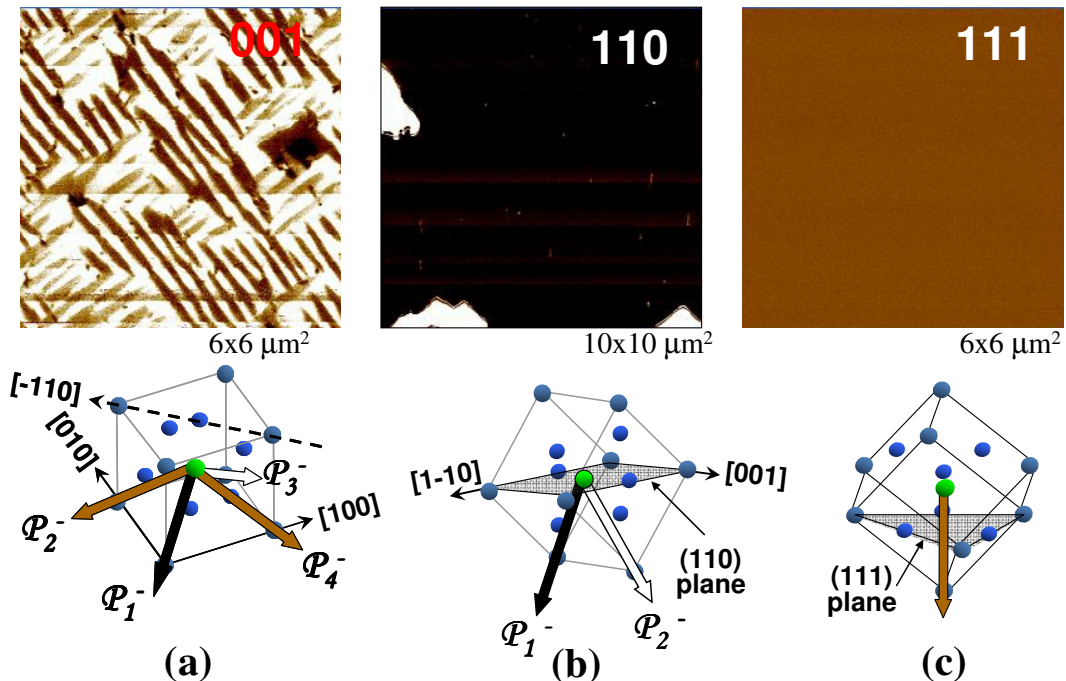 001
110
111
6x6 μm²
10x10 μm²
6x6 μm²
[-110]
[010]
[100]
𝒫₃⁻
𝒫₂⁻
𝒫₄⁻
𝒫₁⁻
[1-10]
[001]
(110)
plane
𝒫₁⁻
𝒫₂⁻
(111)
plane
(a)
(b)
(c)